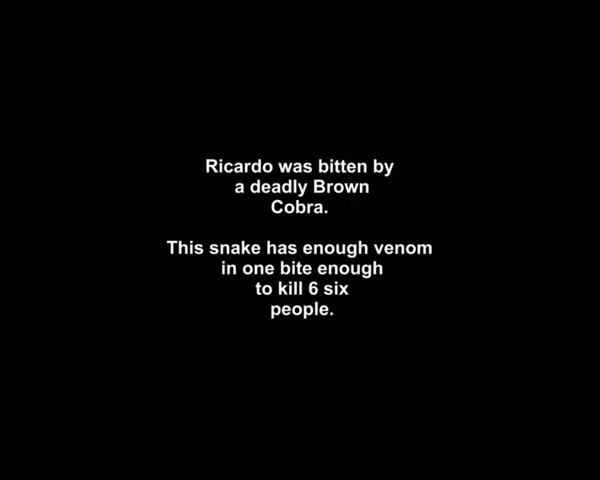 Ricardo was bitten by
a deadly Brown
Cobra.
This snake has enough venom
in one bite enough
to kill 6 six
people.